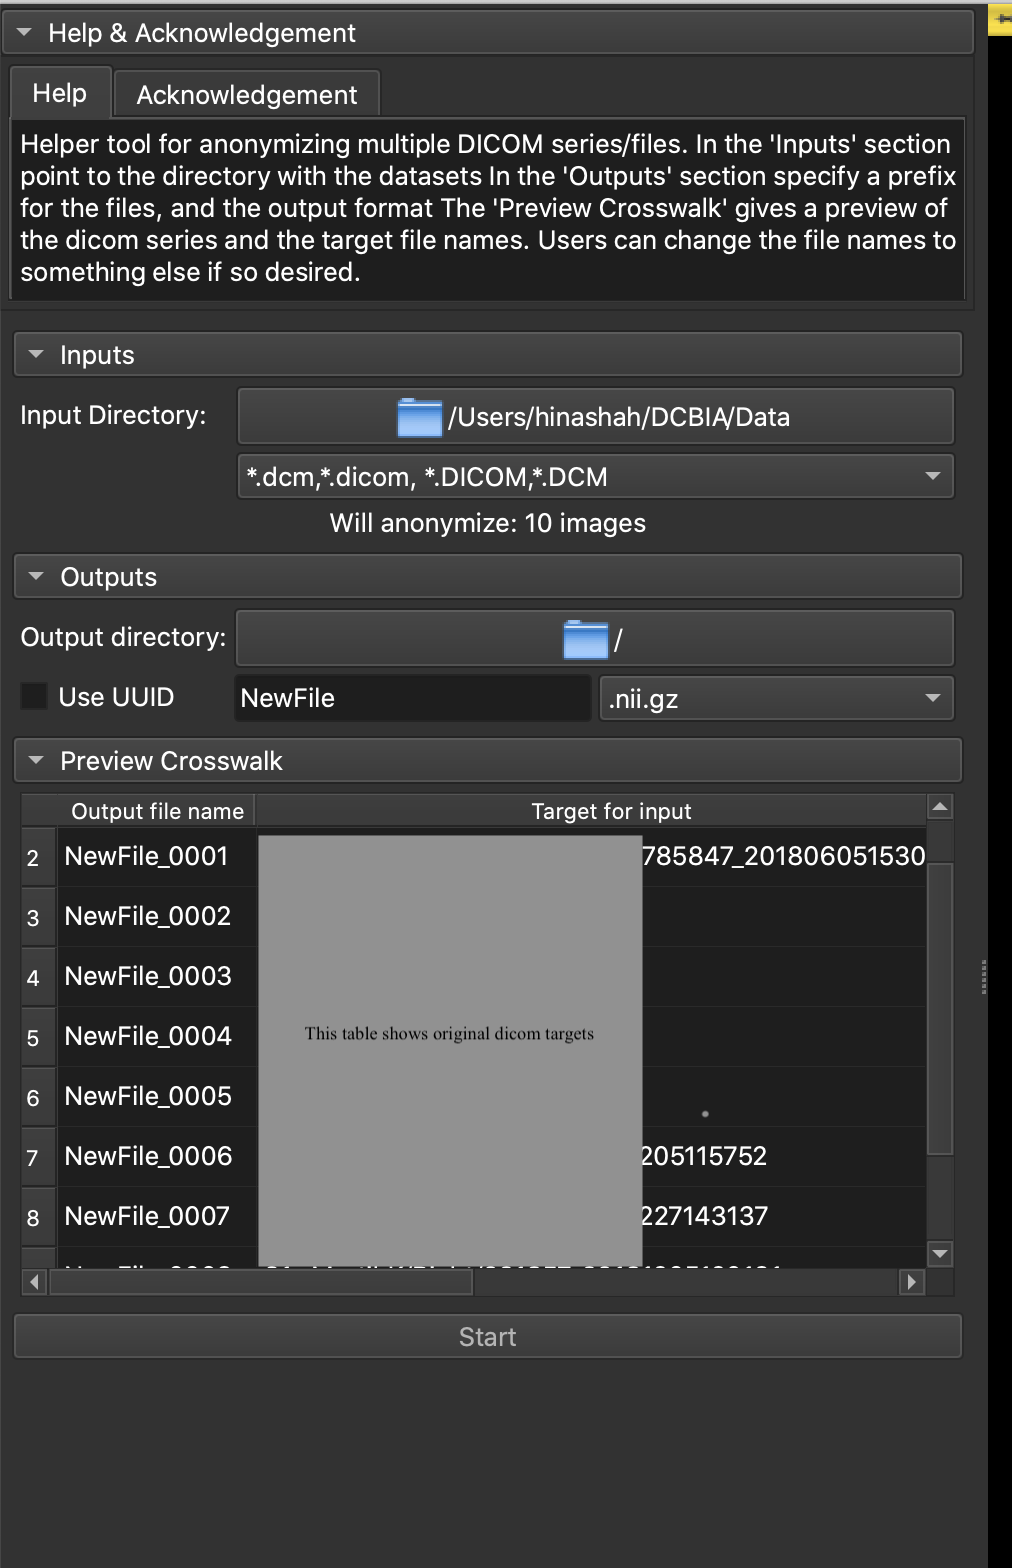 Help & Acknowledgement
Help
Acknowledgement
Helper tool for anonymizing multiple DICOM series/files. In the 'Inputs' section
point to the directory with the datasets In the 'Outputs' section specify a prefix
for the files, and the output format The 'Preview Crosswalk' gives a preview of
the dicom series and the target file names. Users can change the file names to
something else if so desired.
Inputs
Input Directory: /Users/hinashah/DCBIA/Data
*.dcm,*.dicom, *.DICOM,*.DCM
Will anonymize: 10 images
Outputs
Output directory: /
Use UUID NewFile .nii.gz
Preview Crosswalk
Output file name Target for input
2 NewFile_0001 785847_201806051530
3 NewFile_0002
4 NewFile_0003
5 NewFile_0004
This table shows original dicom targets
6 NewFile_0005
7 NewFile_0006 205115752
8 NewFile_0007 227143137
Start